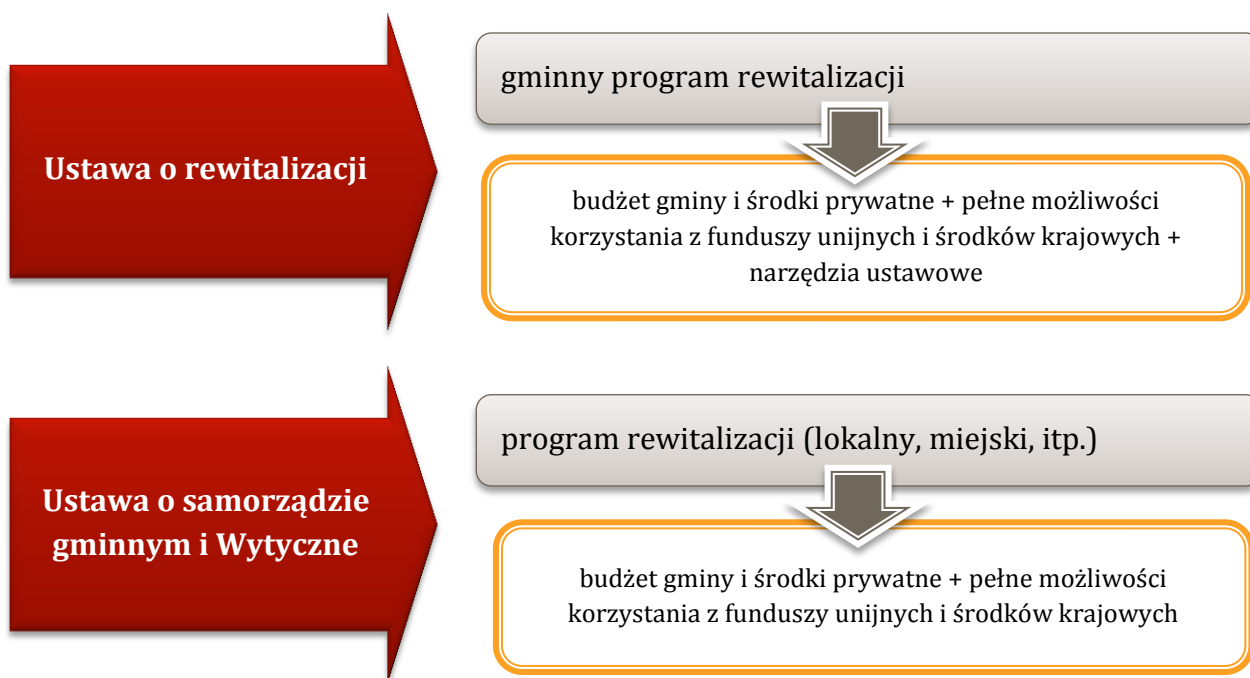 gminny program rewitalizacji
Ustawa o rewitalizacji
budżet gminy i środki prywatne + pełne możliwości
korzystania z funduszy unijnych i środków krajowych +
narzędzia ustawowe
program rewitalizacji (lokalny, miejski, itp.)
Ustawa o samorządzie
gminnym i Wytyczne
budżet gminy i środki prywatne + pełne możliwości
korzystania z funduszy unijnych i środków krajowych